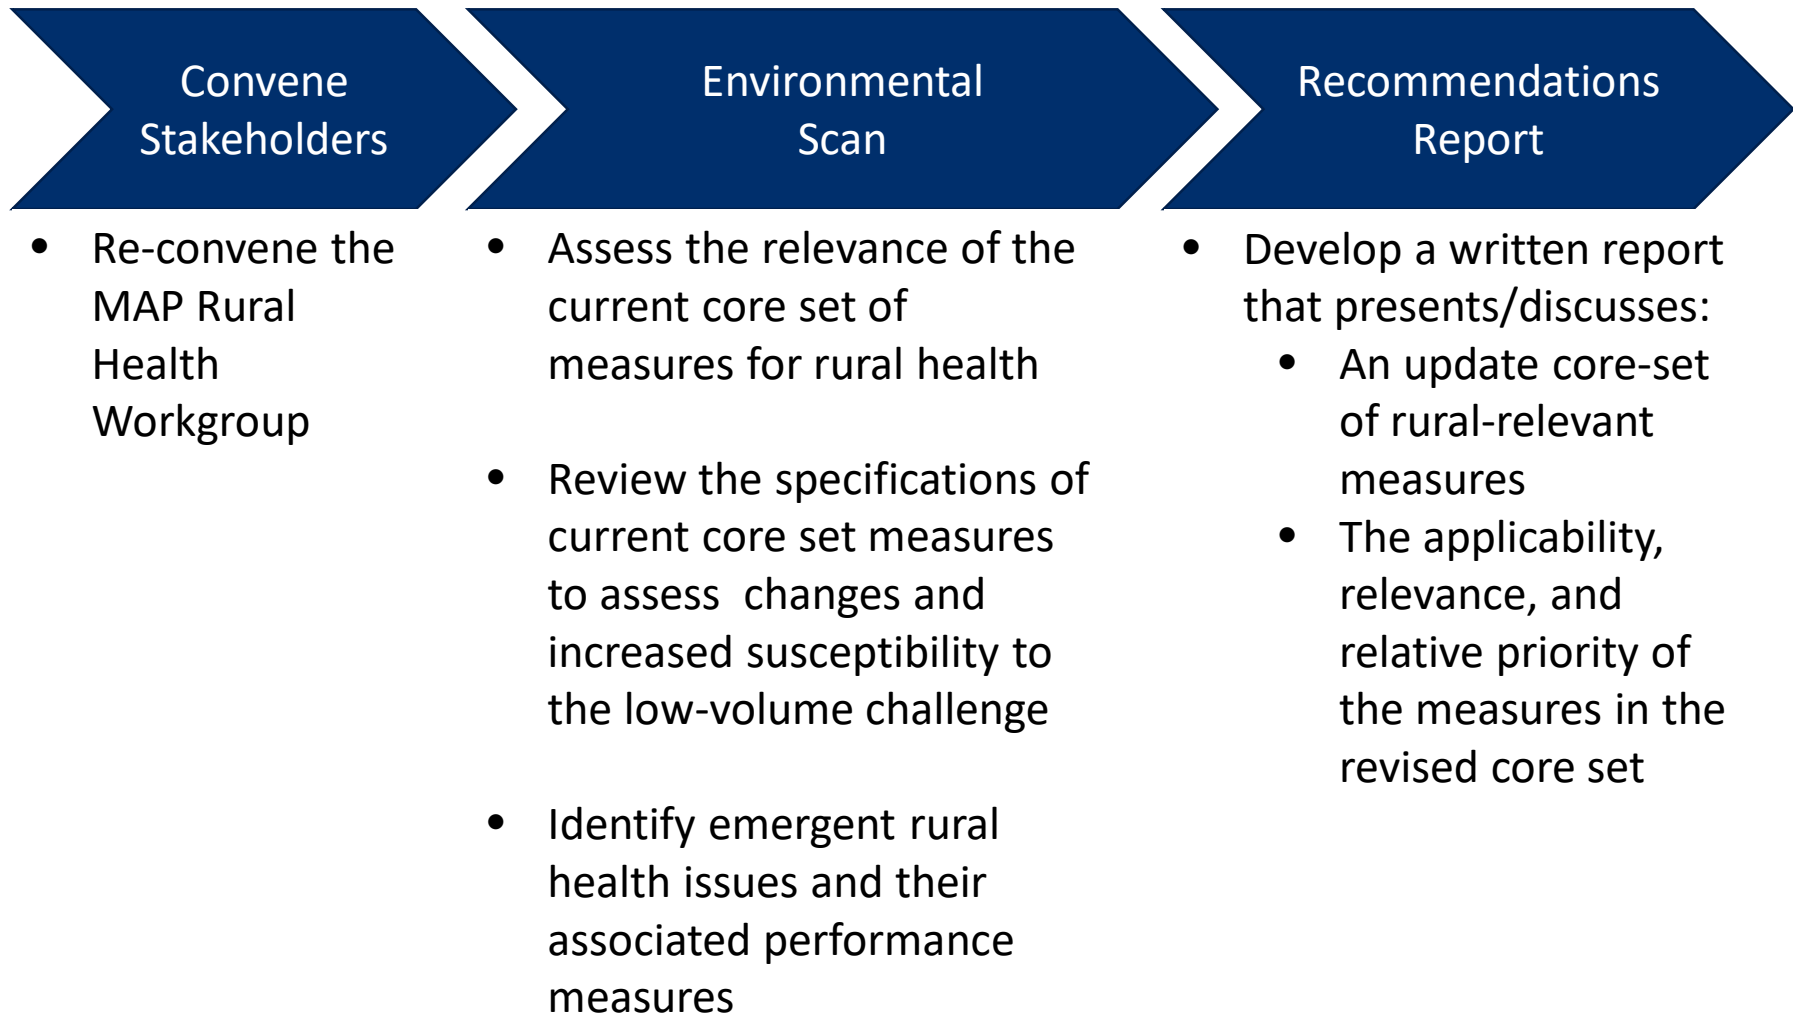 Convene
Stakeholders
Environmental
Scan
Recommendations
Report
• Re-convene the
MAP Rural
Health
Workgroup
• Assess the relevance of the
current core set of
measures for rural health
• Review the specifications of
current core set measures
to assess  changes and
increased susceptibility to
the low-volume challenge
• Identify emergent rural
health issues and their
associated performance
measures
• Develop a written report
that presents/discusses:
• An update core-set
of rural-relevant
measures
• The applicability,
relevance, and
relative priority of
the measures in the
revised core set